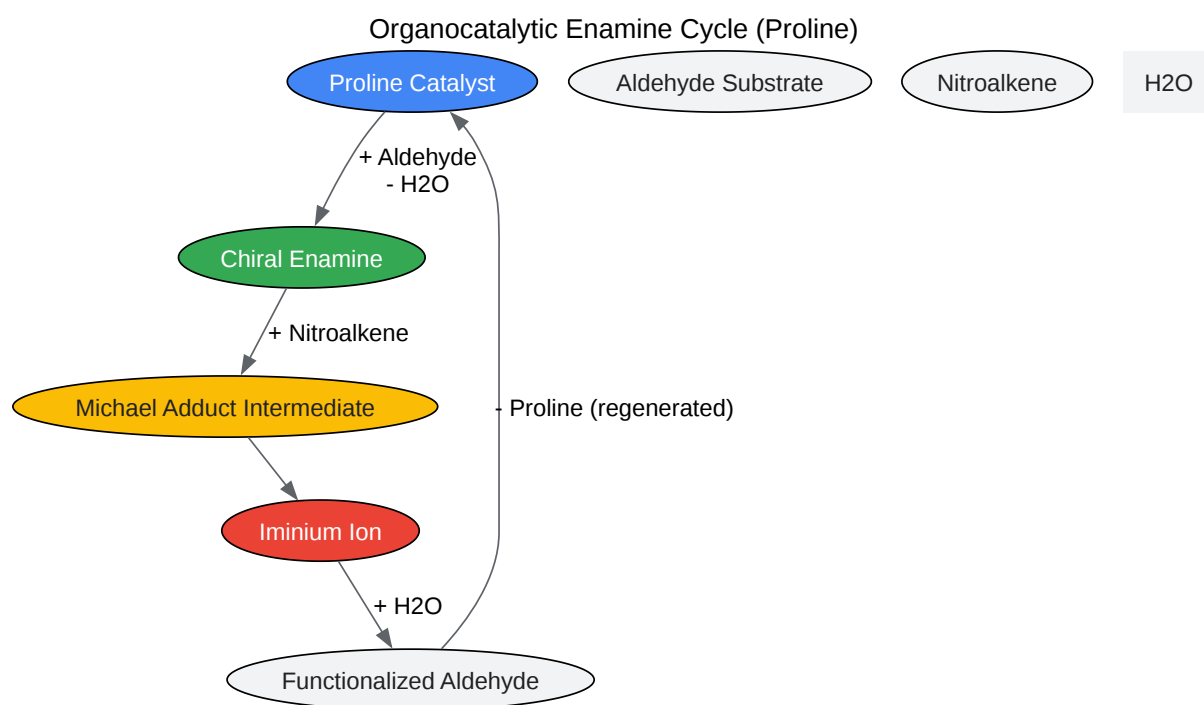 Organocatalytic Enamine Cycle (Proline)
Proline Catalyst
Aldehyde Substrate
Nitroalkene
H2O
+ Aldehyde
- H2O
Chiral Enamine
+ Nitroalkene
Michael Adduct Intermediate
- Proline (regenerated)
Iminium Ion
+ H2O
Functionalized Aldehyde